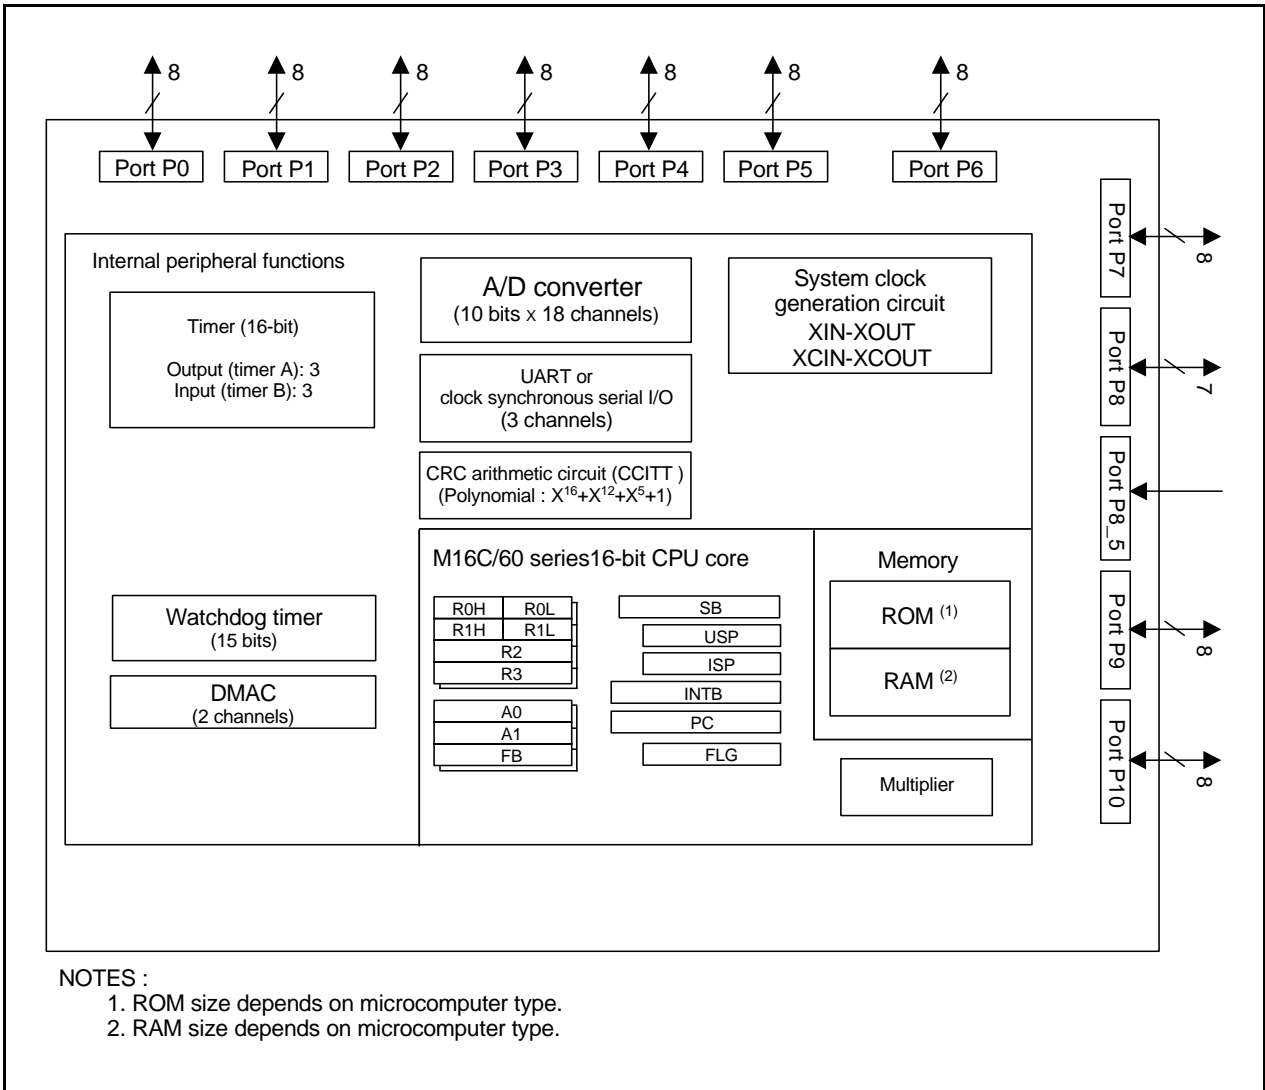 8 8 8 8 8 8 8
Port P0 Port P1 Port P2 Port P3 Port P4 Port P5 Port P6
Port P7
8
Port P8
7
Port P8_5
Port P9
8
Port P10
8
Internal peripheral functions
Timer (16-bit)
Output (timer A): 3
Input (timer B): 3
A/D converter
(10 bits x 18 channels)
UART or
clock synchronous serial I/O
(3 channels)
CRC arithmetic circuit (CCITT )
(Polynomial : X¹⁶+X¹²+X⁵+1)
System clock
generation circuit
XIN-XOUT
XCIN-XCOUT
Watchdog timer
(15 bits)
DMAC
(2 channels)
M16C/60 series16-bit CPU core
R0H R0L
R1H R1L
R2
R3
A0
A1
FB
SB
USP
ISP
INTB
PC
FLG
Memory
ROM (1)
RAM (2)
Multiplier
NOTES :
1. ROM size depends on microcomputer type.
2. RAM size depends on microcomputer type.